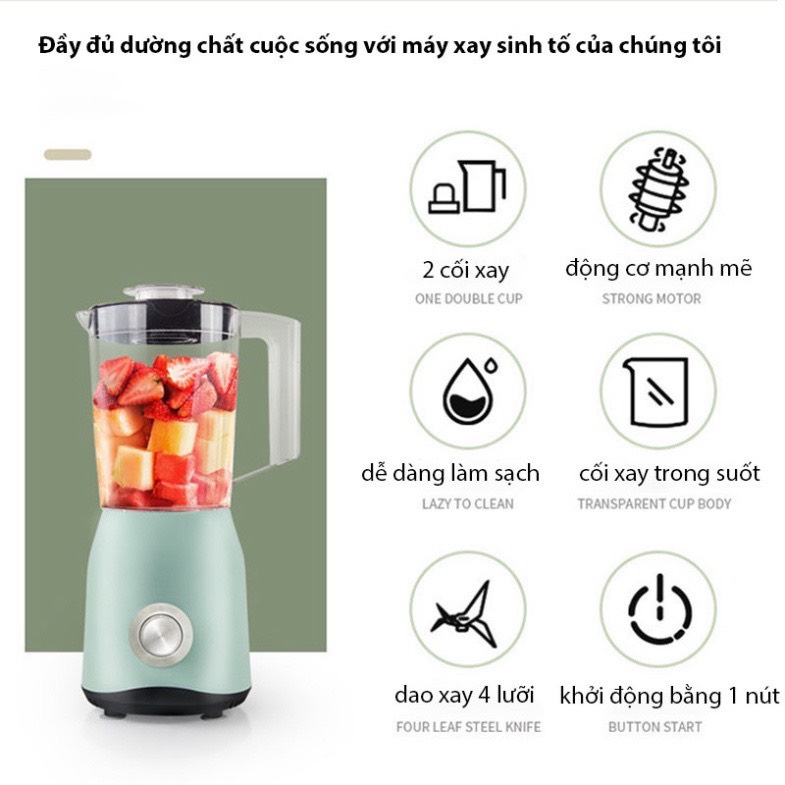 Đầy đủ dường chất cuộc sống với máy xay sinh tố của chúng tôi
2 cối xay
ONE DOUBLE CUP
động cơ mạnh mẽ
STRONG MOTOR
dễ dàng làm sạch
LAZY TO CLEAN
cối xay trong suốt
TRANSPARENT CUP BODY
dao xay 4 lưỡi
FOUR LEAF STEEL KNIFE
khởi động bằng 1 nút
BUTTON START